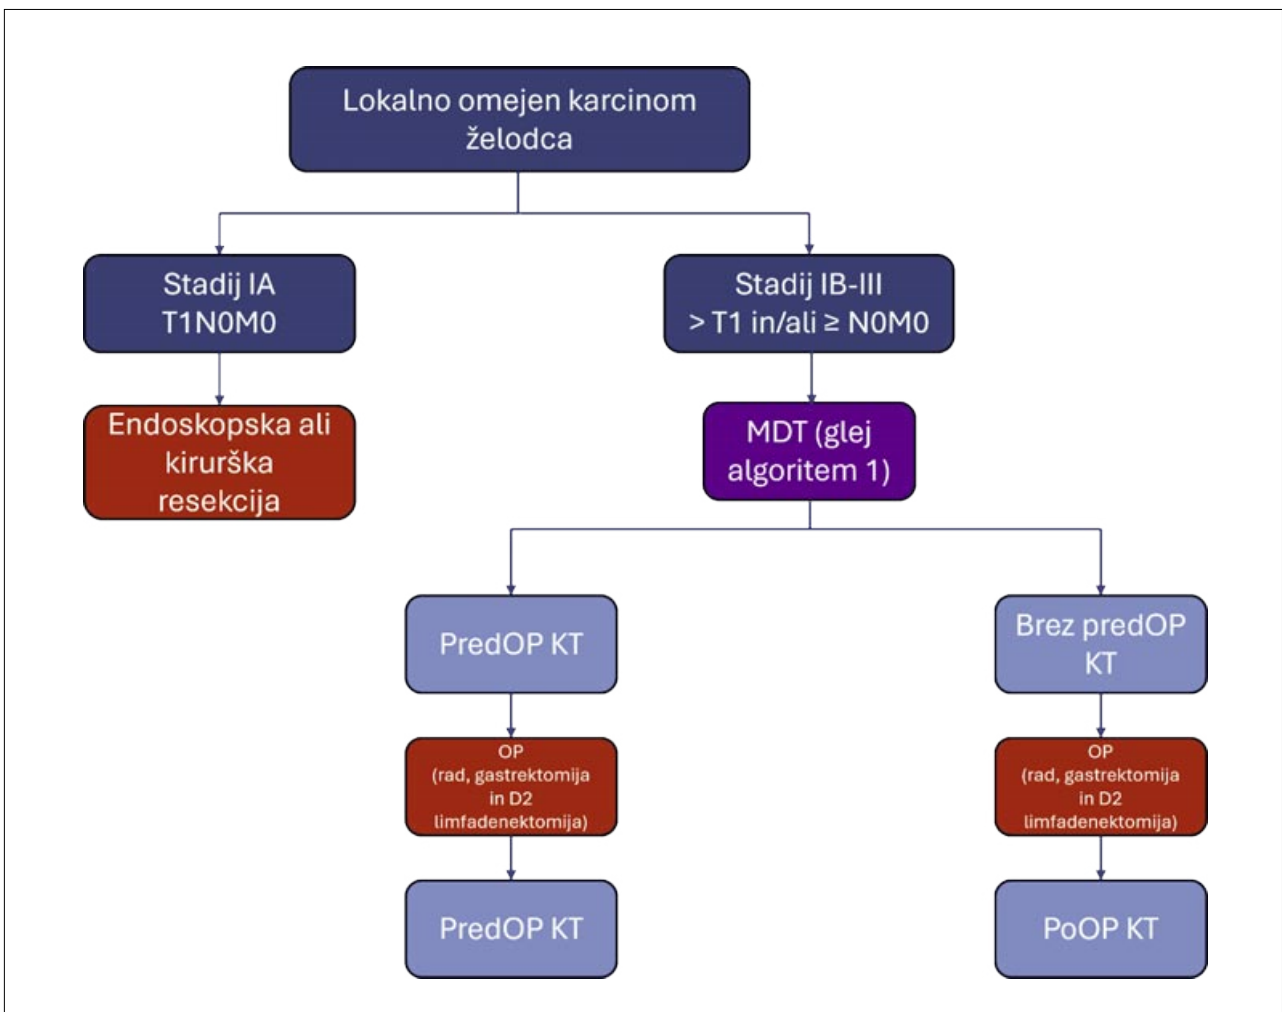 Lokalno omejen karcinom
želodca
Stadij IA
T1N0M0
Stadij IB-III
> T1 in/ali ≥ N0M0
Endoskopska ali
kirurška
resekcija
MDT (glej
algoritem 1)
PredOP KT
Brez predOP
KT
OP
(rad, gastrektomija
in D2
limfadenektomija)
OP
(rad, gastrektomija
in D2
limfadenektomija)
PredOP KT
PoOP KT